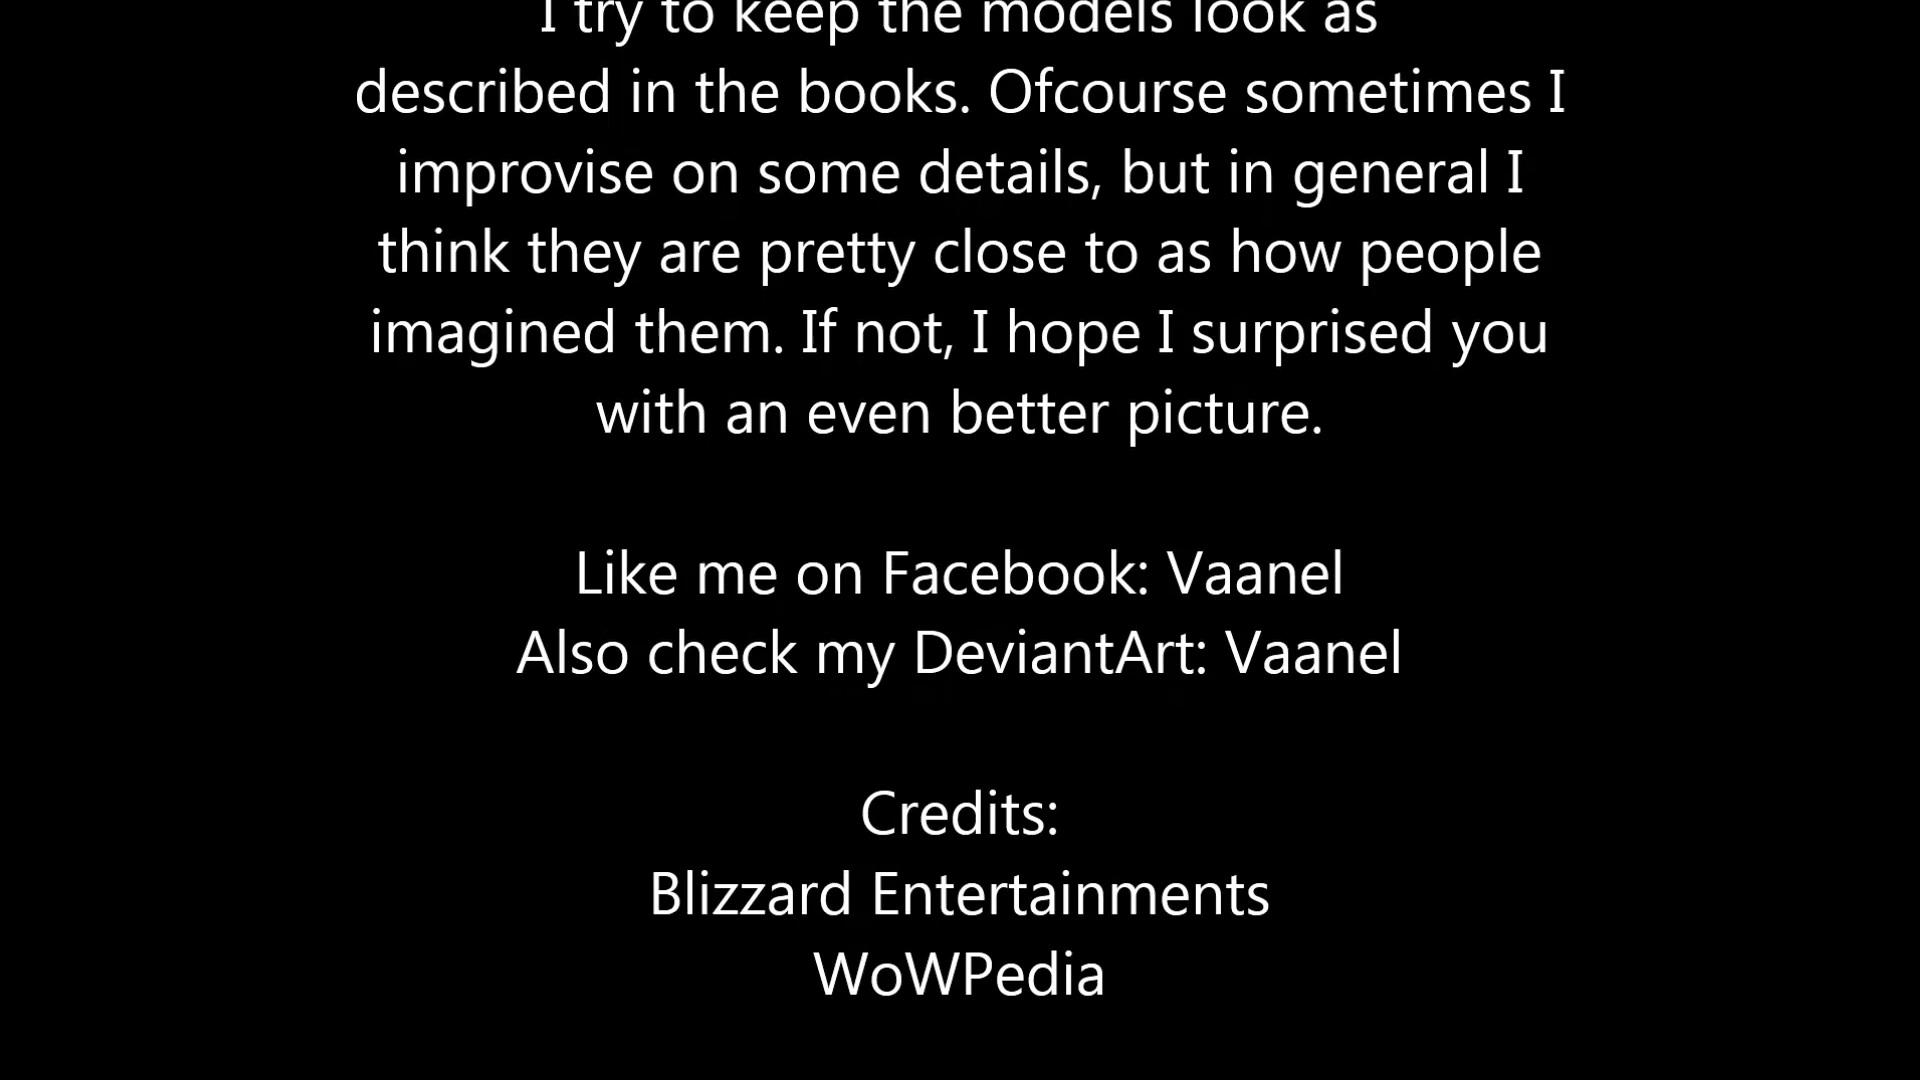 I try to keep the models look as
described in the books. Ofcourse sometimes I
improvise on some details, but in general I
think they are pretty close to as how people
imagined them. If not, I hope I surprised you
with an even better picture.
Like me on Facebook: Vaanel
Also check my DeviantArt: Vaanel
Credits:
Blizzard Entertainments
WoWPedia